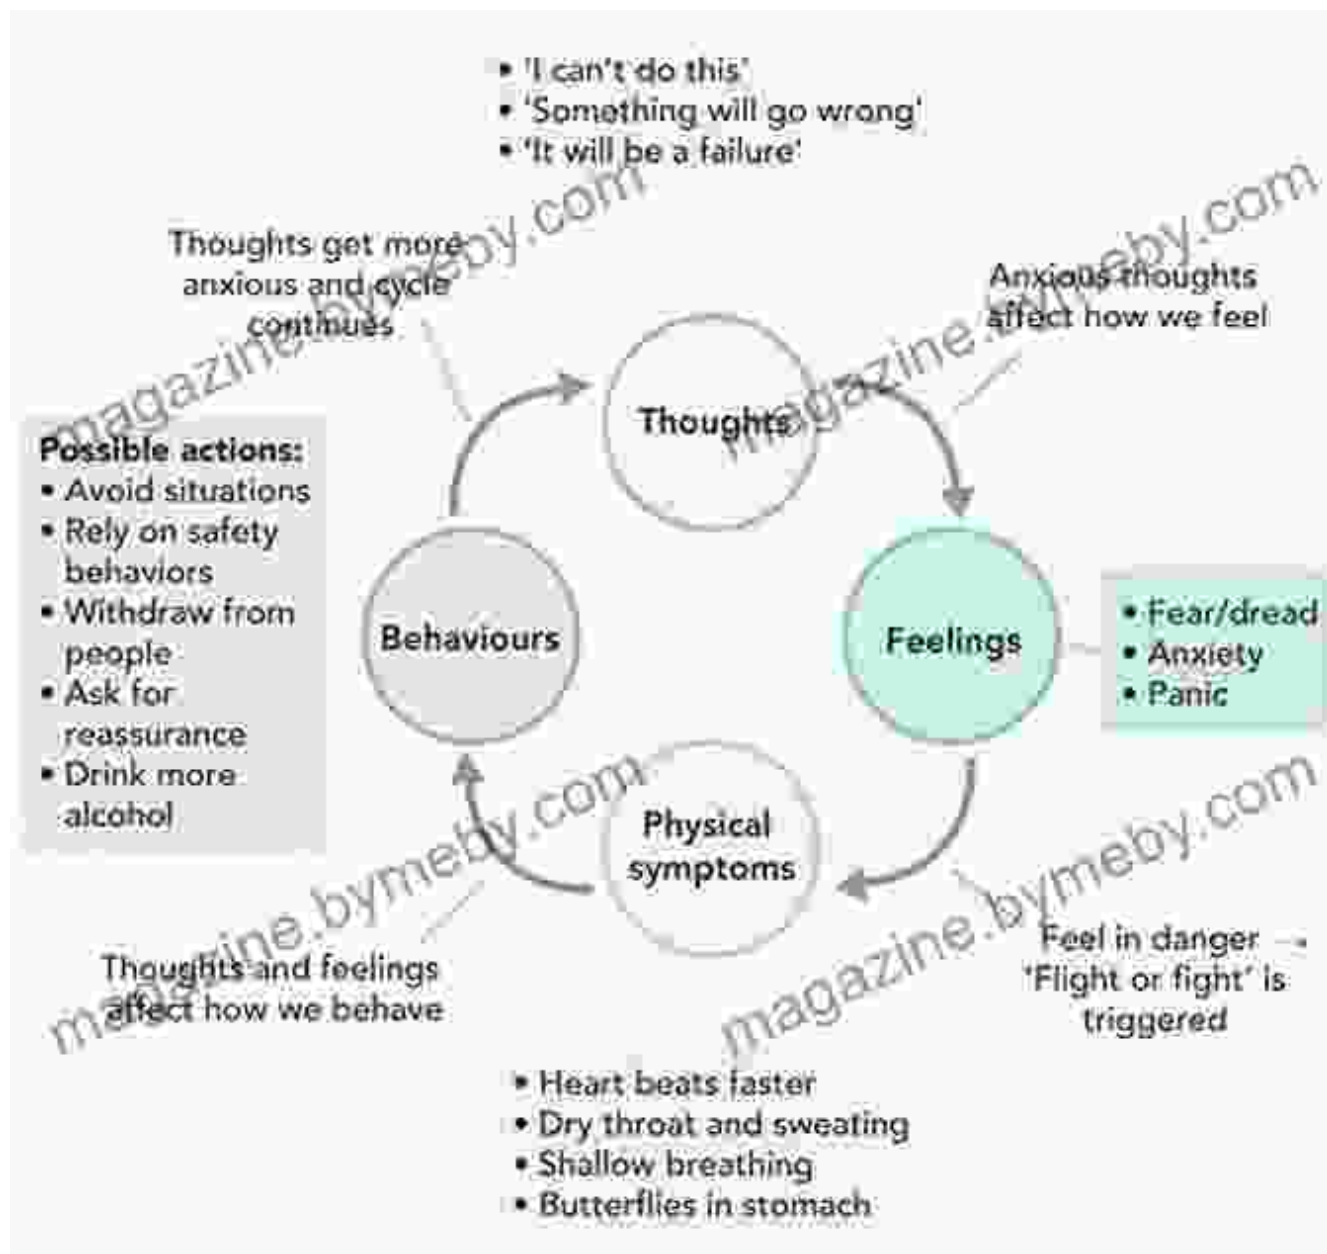 • 'I can't do this'
• 'Something will go wrong'
• 'It will be a failure'
Thoughts get more
anxious and cycle
continues
Anxious thoughts
affect how we feel
Thoughts
Possible actions:
• Avoid situations
• Rely on safety
behaviors
• Withdraw from
people
• Ask for
reassurance
• Drink more
alcohol
Behaviours
Feelings
• Fear/dread
• Anxiety
• Panic
Physical
symptoms
Thoughts and feelings
affect how we behave
Feel in danger
'Flight or fight' is
triggered
• Heart beats faster
• Dry throat and sweating
• Shallow breathing
• Butterflies in stomach
magazine.bymeby.com
magazine.bymeby.com
magazine.bymeby.com
magazine.bymeby.com